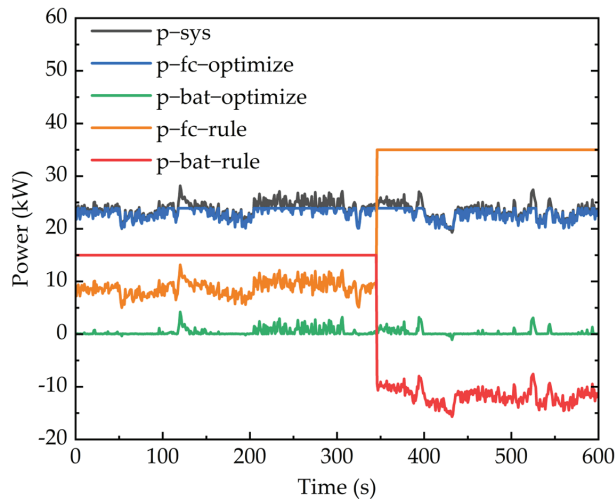 60
50
40
30
20
10
0
-10
-20
Power (kW)
p−sys
p−fc−optimize
p−bat−optimize
p−fc−rule
p−bat−rule
0 100 200 300 400 500 600
Time (s)